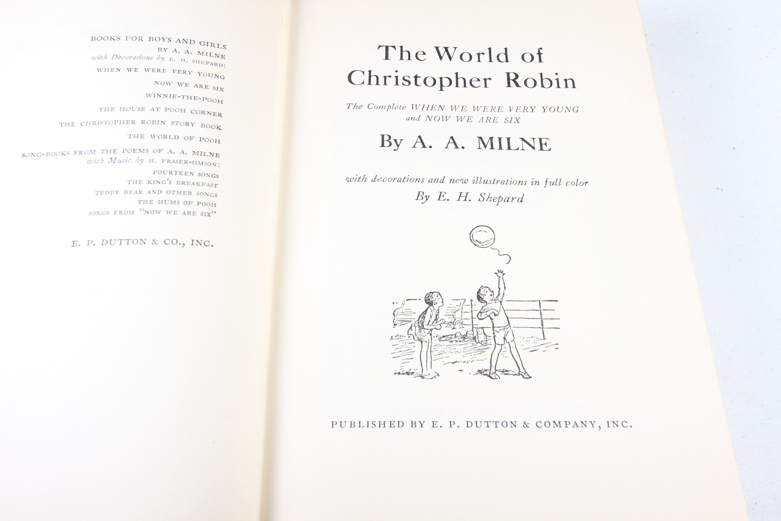 BOOKS FOR BOYS AND GIRLS
BY A. A. MILNE
with Decorations by E. H. SHEPARD:
WHEN WE WERE VERY YOUNG
NOW WE ARE SIX
WINNIE-THE-POOH
THE HOUSE AT POOH CORNER
THE CHRISTOPHER ROBIN STORY BOOK
THE WORLD OF POOH
SONG-BOOKS FROM THE POEMS OF A. A. MILNE
with Music by H. FRASER-SIMSON:
FOURTEEN SONGS
THE KING'S BREAKFAST
TEDDY BEAR AND OTHER SONGS
THE HUMS OF POOH
SONGS FROM "NOW WE ARE SIX"
E. P. DUTTON & CO., INC.
The World of
Christopher Robin
The Complete WHEN WE WERE VERY YOUNG
and NOW WE ARE SIX
By A. A. MILNE
with decorations and new illustrations in full color
By E. H. Shepard
PUBLISHED BY E. P. DUTTON & COMPANY, INC.